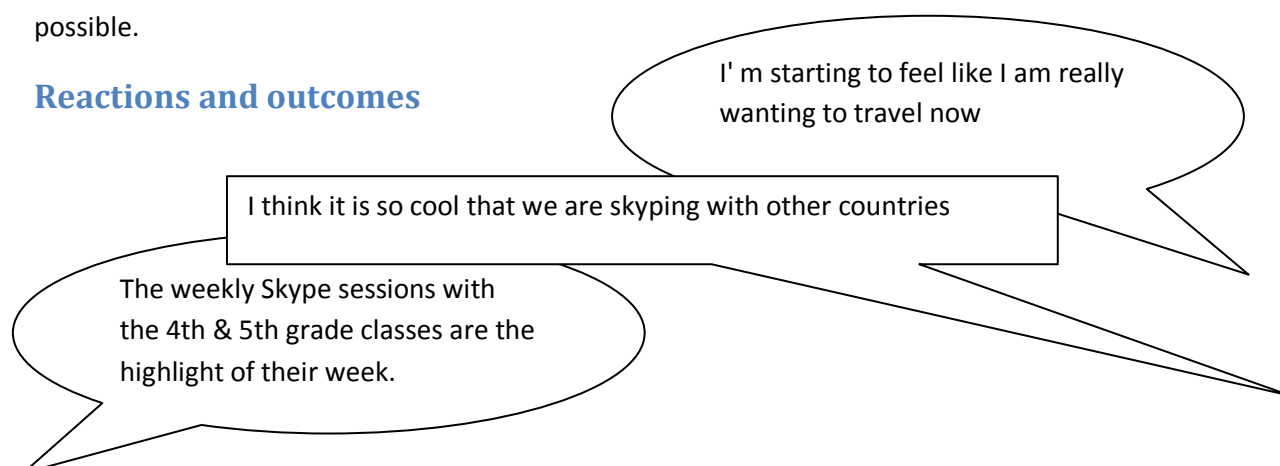 possible.
Reactions and outcomes
I' m starting to feel like I am really
wanting to travel now
I think it is so cool that we are skyping with other countries
The weekly Skype sessions with
the 4th & 5th grade classes are the
highlight of their week.